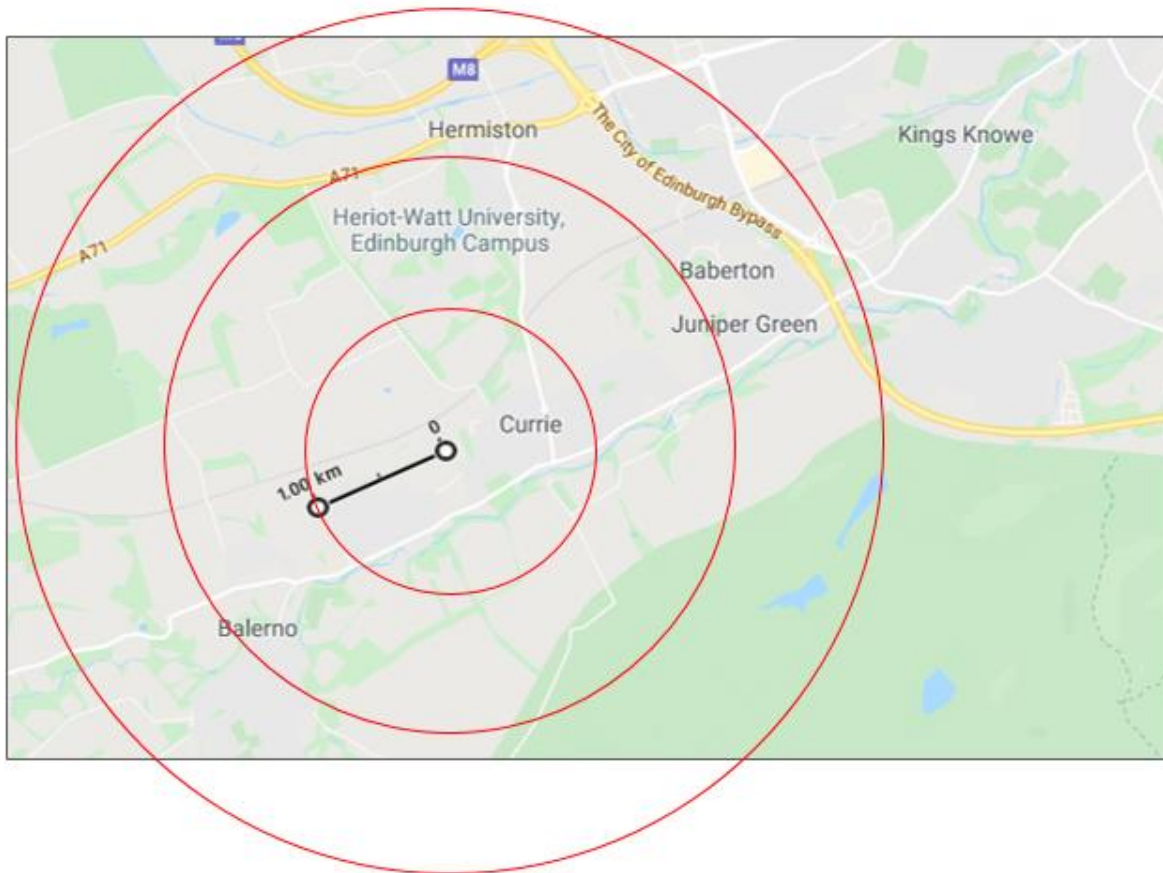 M8
Hermiston
The City of Edinburgh Bypass
Kings Knowe
A71
Heriot-Watt University,
Edinburgh Campus
A71
Baberton
Juniper Green
Currie
0
1.00 km
Balerno